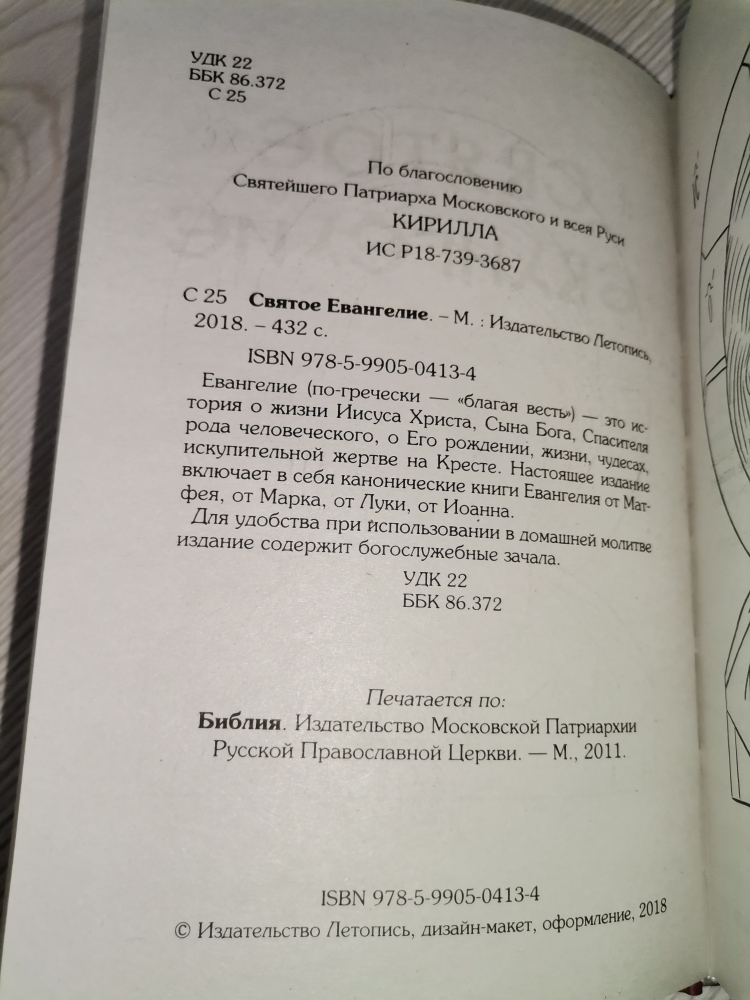 УДК 22
ББК 86.372
С 25
По благословению
Святейшего Патриарха Московского и всея Руси
КИРИЛЛА
ИС Р18-739-3687
С 25 Святое Евангелие. – М. : Издательство Летопись,
2018. – 432 с.
ISBN 978-5-9905-0413-4
Евангелие (по-гречески — «благая весть») — это ис-
тория о жизни Иисуса Христа, Сына Бога, Спасителя
рода человеческого, о Его рождении, жизни, чудесах,
искупительной жертве на Кресте. Настоящее издание
включает в себя канонические книги Евангелия от Мат-
фея, от Марка, от Луки, от Иоанна.
Для удобства при использовании в домашней молитве
издание содержит богослужебные зачала.
УДК 22
ББК 86.372
Печатается по:
Библия. Издательство Московской Патриархии
Русской Православной Церкви. — М., 2011.
ISBN 978-5-9905-0413-4
© Издательство Летопись, дизайн-макет, оформление, 2018